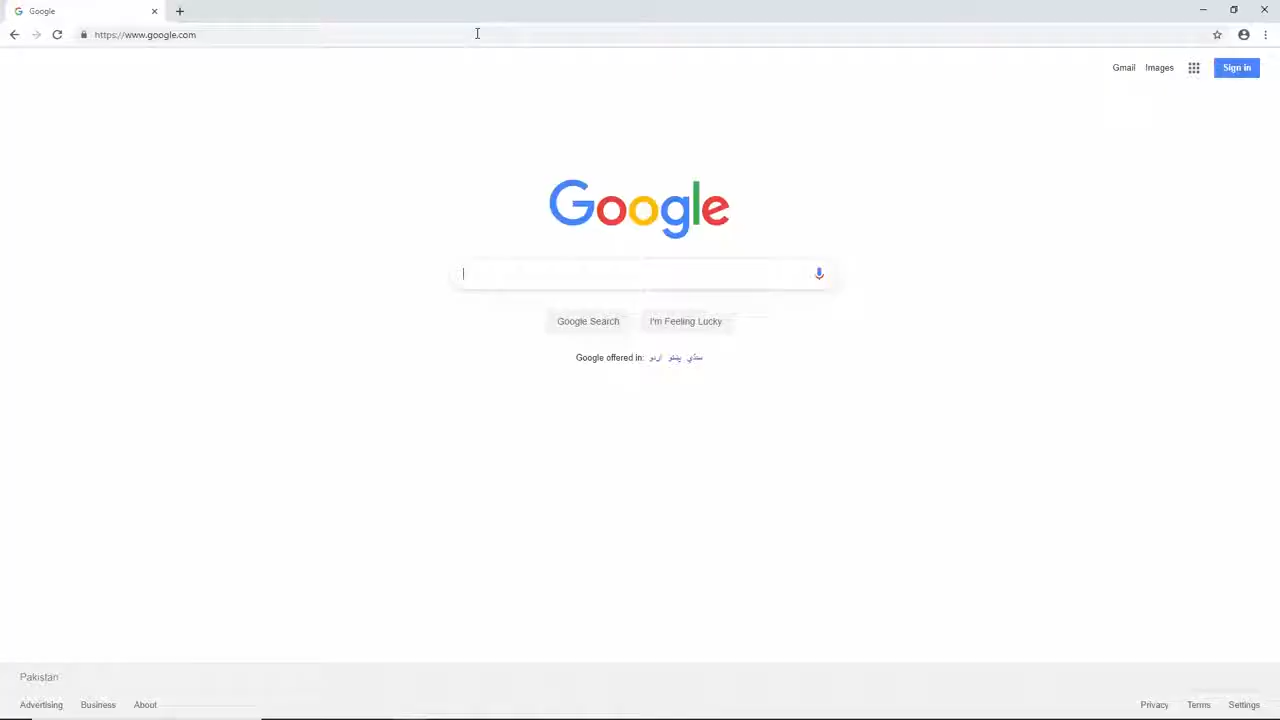 Google
https://www.google.com
Gmail Images Sign in
Google
Google Search I'm Feeling Lucky
Google offered in: اردو پښتو سنڌي
Pakistan
Advertising Business About Privacy Terms Settings